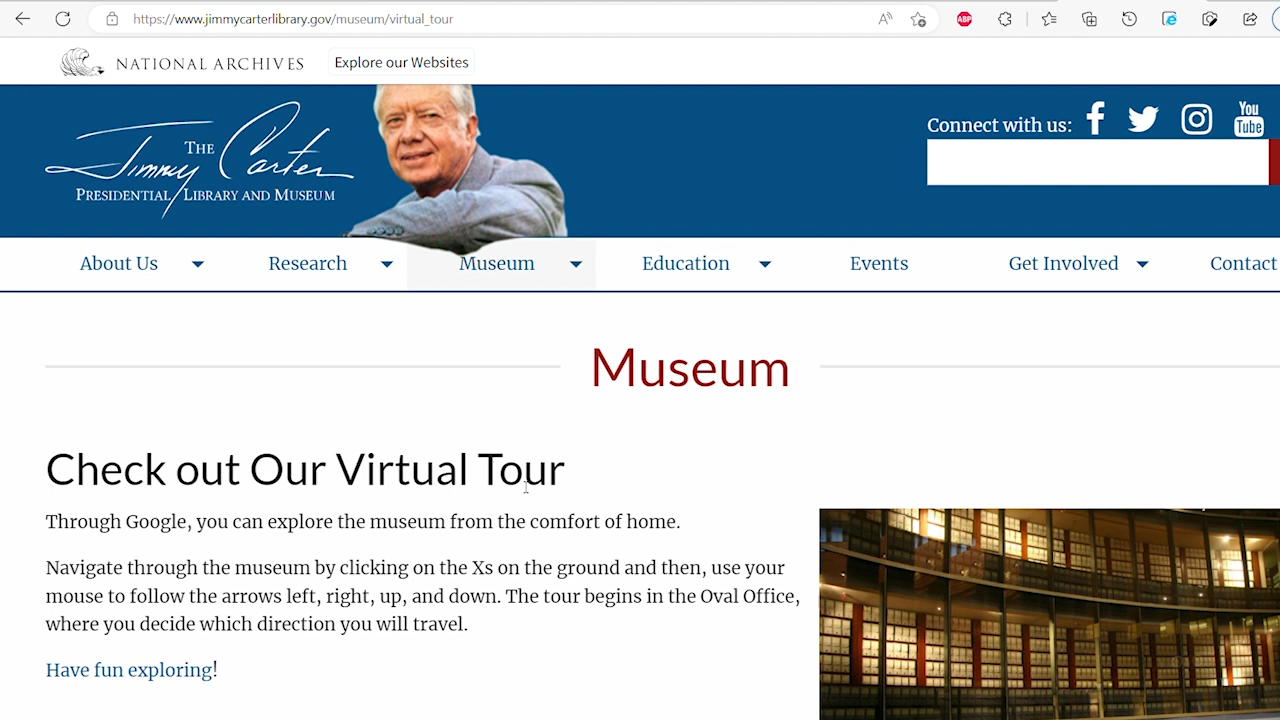 https://www.jimmycarterlibrary.gov/museum/virtual_tour
ABP
NATIONAL ARCHIVES
Explore our Websites
THE
Jimmy Carter
PRESIDENTIAL LIBRARY AND MUSEUM
Connect with us:
You
Tube
About Us
Research
Museum
Education
Events
Get Involved
Contact
Museum
Check out Our Virtual Tour
Through Google, you can explore the museum from the comfort of home.
Navigate through the museum by clicking on the Xs on the ground and then, use your
mouse to follow the arrows left, right, up, and down. The tour begins in the Oval Office,
where you decide which direction you will travel.
Have fun exploring!